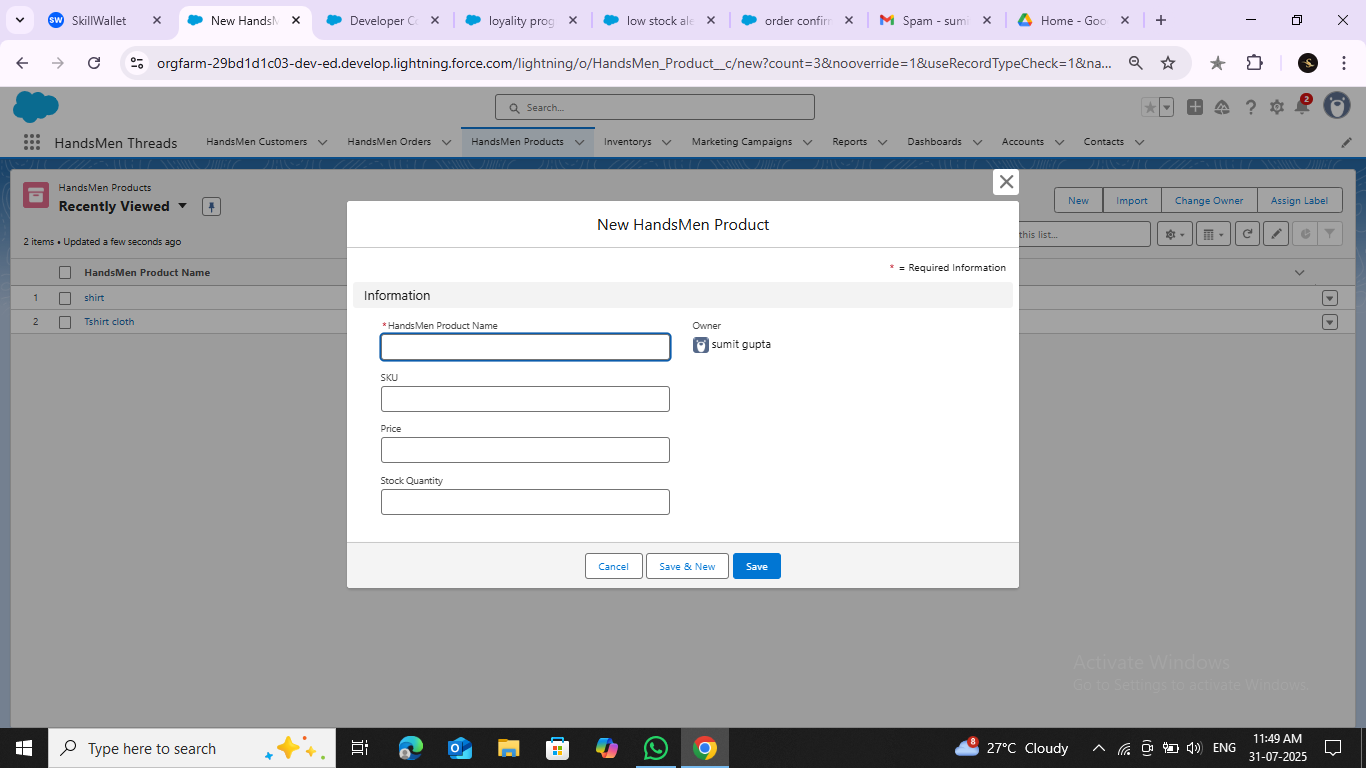 SkillWallet
New HandsM
Developer Co
loyality prog
low stock ale
order confirm
Spam - sumi
Home - Goo
orgfarm-29bd1d1c03-dev-ed.develop.lightning.force.com/lightning/o/HandsMen_Product__c/new?count=3&nooverride=1&useRecordTypeCheck=1&na...
Search...
2
HandsMen Threads
HandsMen Customers
HandsMen Orders
HandsMen Products
Inventorys
Marketing Campaigns
Reports
Dashboards
Accounts
Contacts
HandsMen Products
Recently Viewed
New
Import
Change Owner
Assign Label
2 items • Updated a few seconds ago
this list...
HandsMen Product Name
1 shirt
2 Tshirt cloth
New HandsMen Product
* = Required Information
Information
*HandsMen Product Name
Owner
sumit gupta
SKU
Price
Stock Quantity
Cancel
Save & New
Save
Activate Windows
Go to Settings to activate Windows.
Type here to search
8
27°C Cloudy
ENG
11:49 AM
31-07-2025